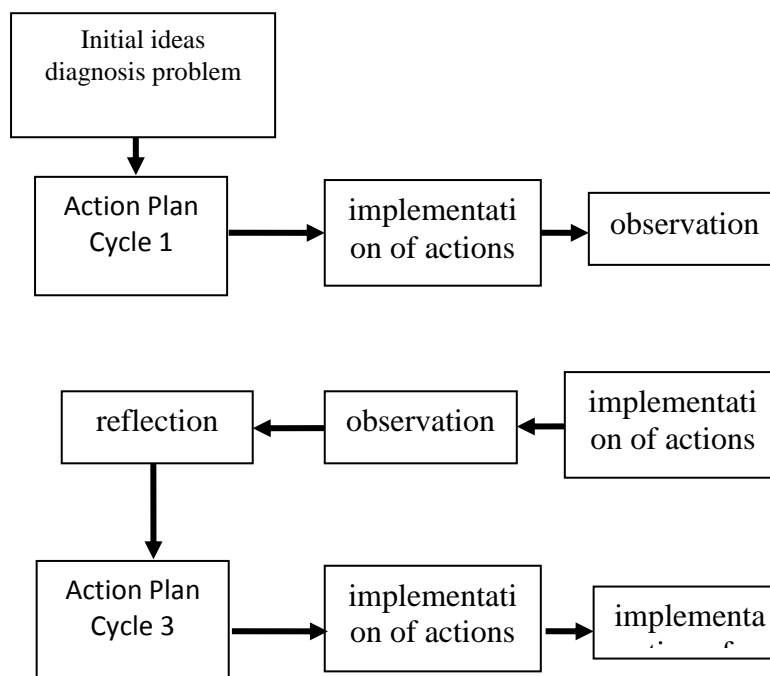 Initial ideas
diagnosis problem
Action Plan
Cycle 1
implementati
on of actions
observation
reflection
observation
implementati
on of actions
Action Plan
Cycle 3
implementati
on of actions
implementa